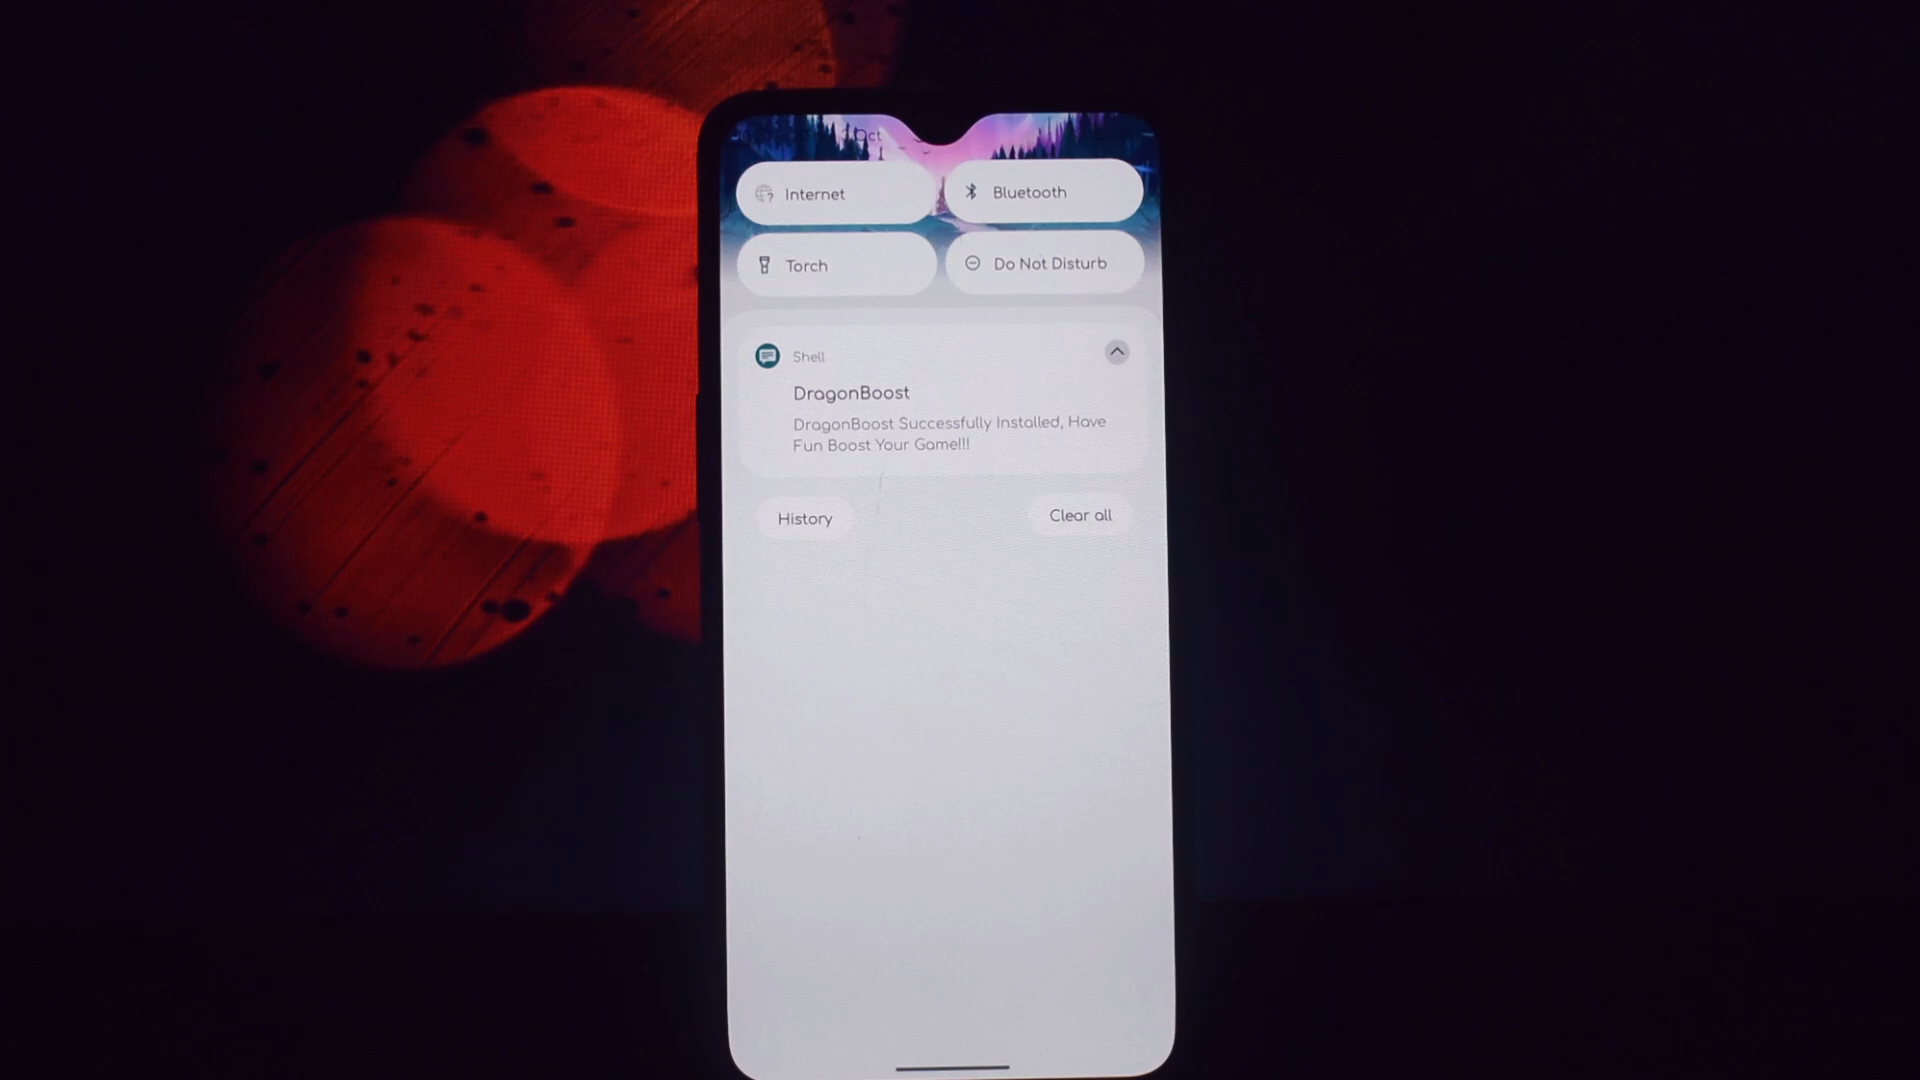 Oct
Internet
Bluetooth
Torch
Do Not Disturb
Shell
DragonBoost
DragonBoost Successfully Installed, Have
Fun Boost Your Game!!!
History
Clear all